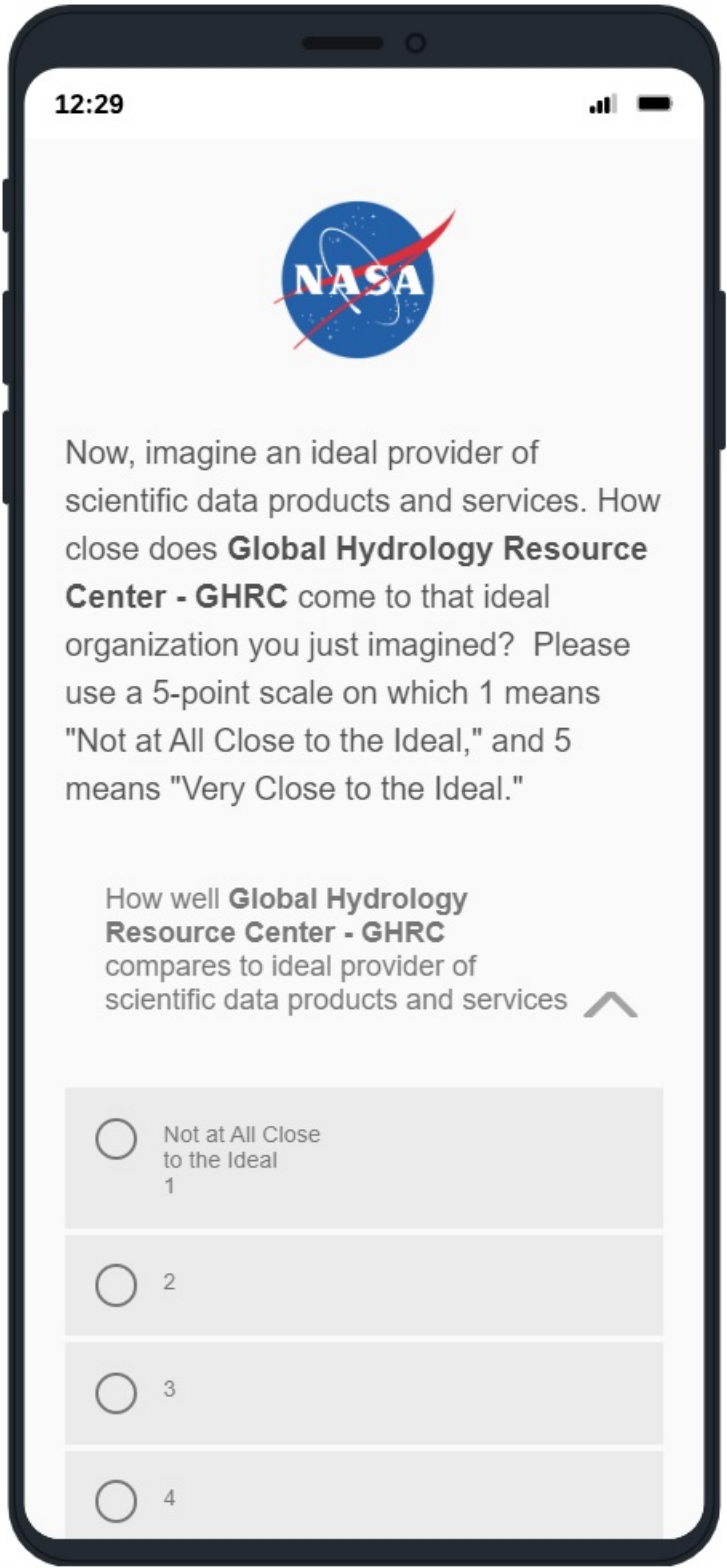 12:29
NASA
Now, imagine an ideal provider of
scientific data products and services. How
close does Global Hydrology Resource
Center - GHRC come to that ideal
organization you just imagined?  Please
use a 5-point scale on which 1 means
"Not at All Close to the Ideal," and 5
means "Very Close to the Ideal."
How well Global Hydrology
Resource Center - GHRC
compares to ideal provider of
scientific data products and services
Not at All Close
to the Ideal
1
2
3
4